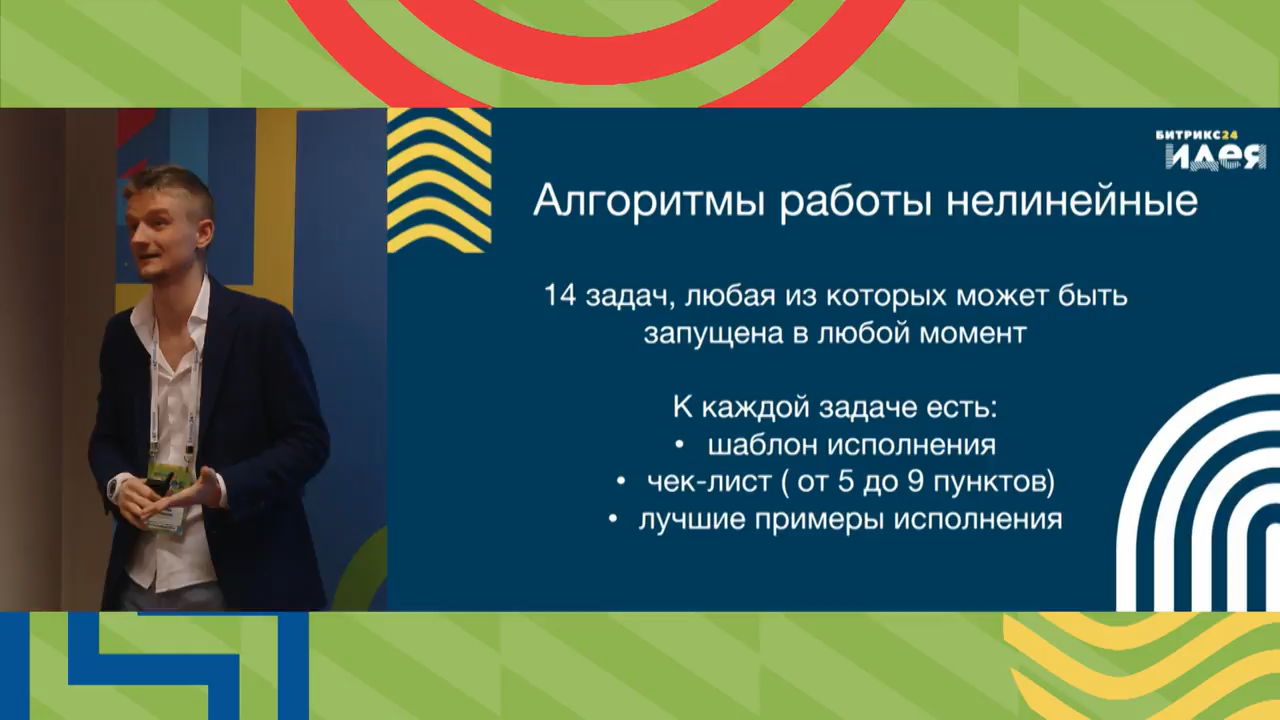 БИТРИКС24
идея
Алгоритмы работы нелинейные
14 задач, любая из которых может быть
запущена в любой момент
К каждой задаче есть:
• шаблон исполнения
• чек-лист ( от 5 до 9 пунктов)
• лучшие примеры исполнения